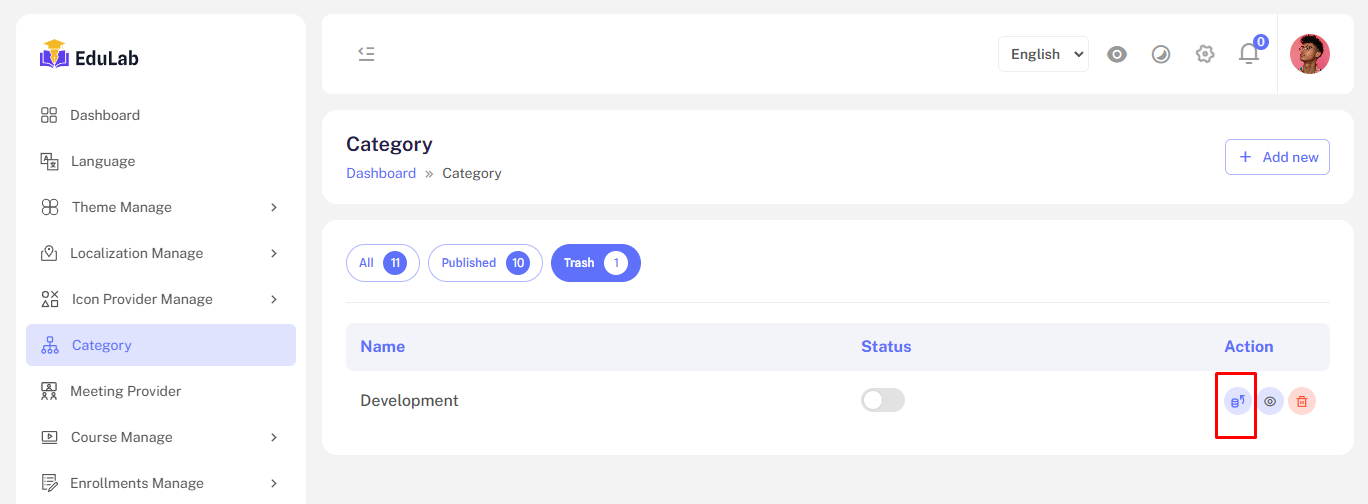 EduLab
Dashboard
Language
Theme Manage
Localization Manage
Icon Provider Manage
Category
Meeting Provider
Course Manage
Enrollments Manage
English
0
Category
Dashboard » Category
+ Add new
All 11 Published 10 Trash 1
Name Status Action
Development